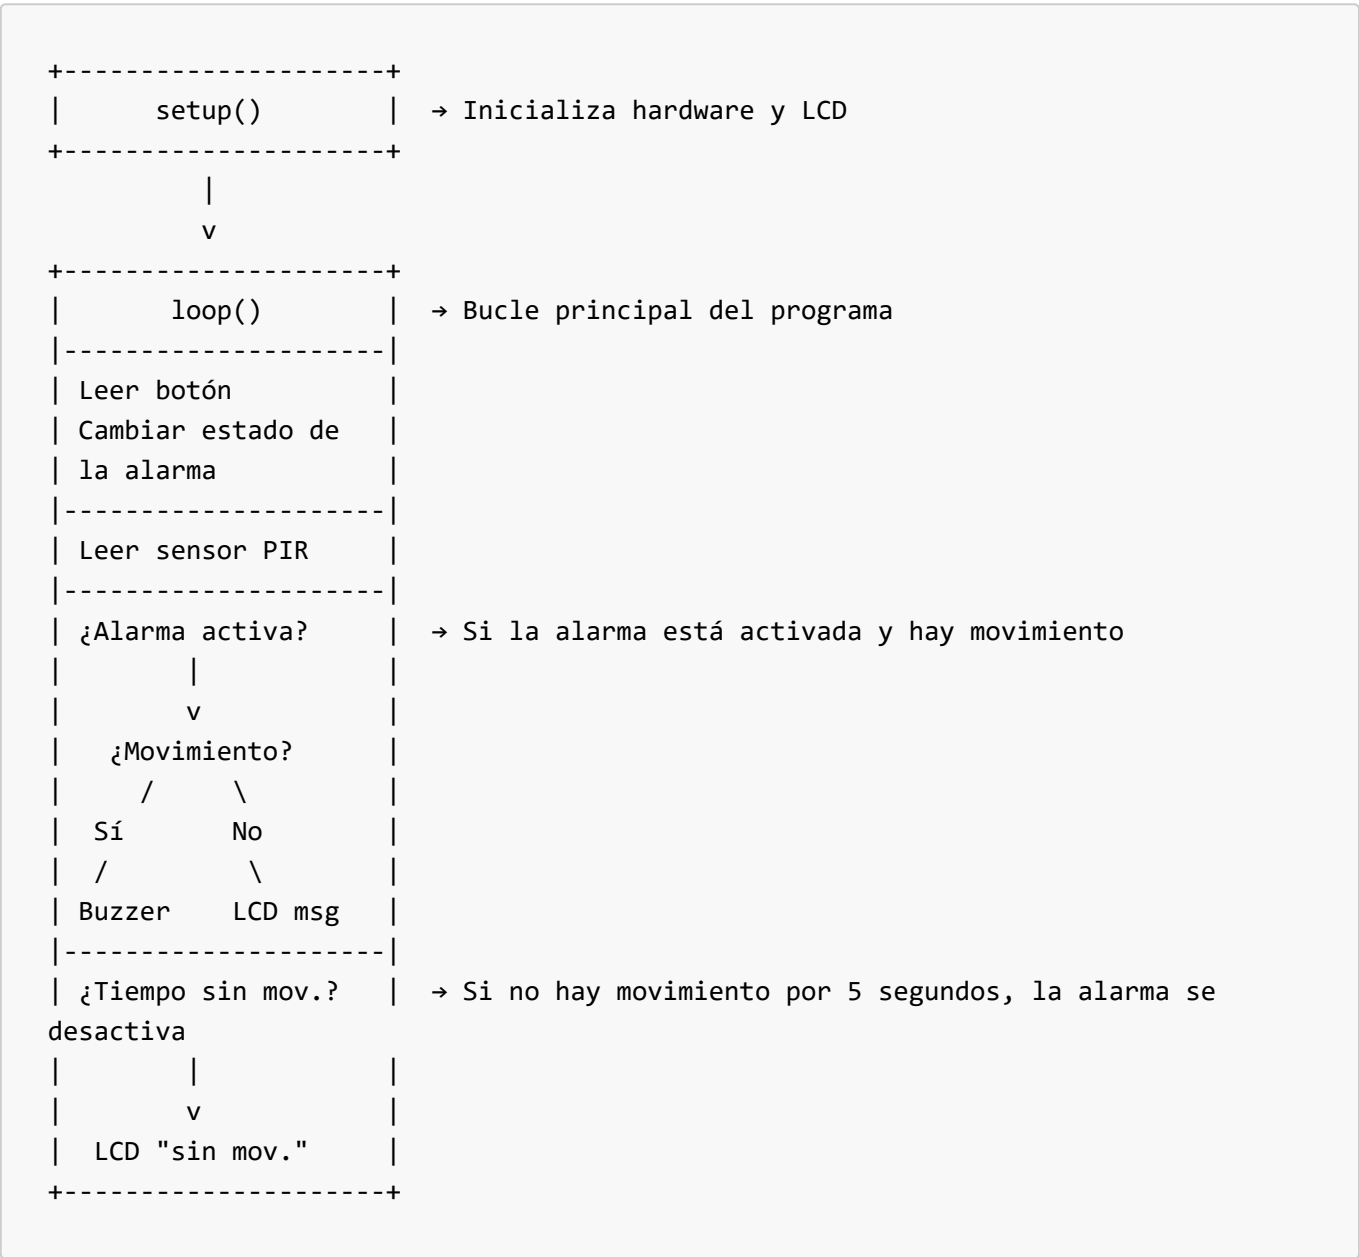 +---------------------+
|      setup()        |  → Inicializa hardware y LCD
+---------------------+
          |
          v
+---------------------+
|       loop()        |  → Bucle principal del programa
|---------------------|
| Leer botón          |
| Cambiar estado de   |
| la alarma           |
|---------------------|
| Leer sensor PIR     |
|---------------------|
| ¿Alarma activa?     |  → Si la alarma está activada y hay movimiento
|        |            |
|        v            |
|   ¿Movimiento?      |
|     /     \         |
|  Sí       No        |
|  /         \        |
| Buzzer    LCD msg   |
|---------------------|
| ¿Tiempo sin mov.?   |  → Si no hay movimiento por 5 segundos, la alarma se
desactiva
|        |            |
|        v            |
|  LCD "sin mov."     |
+---------------------+